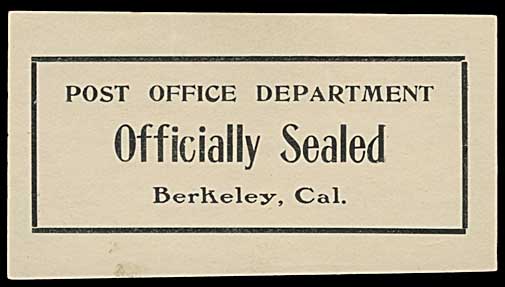 POST OFFICE DEPARTMENT
Officially Sealed
Berkeley, Cal.